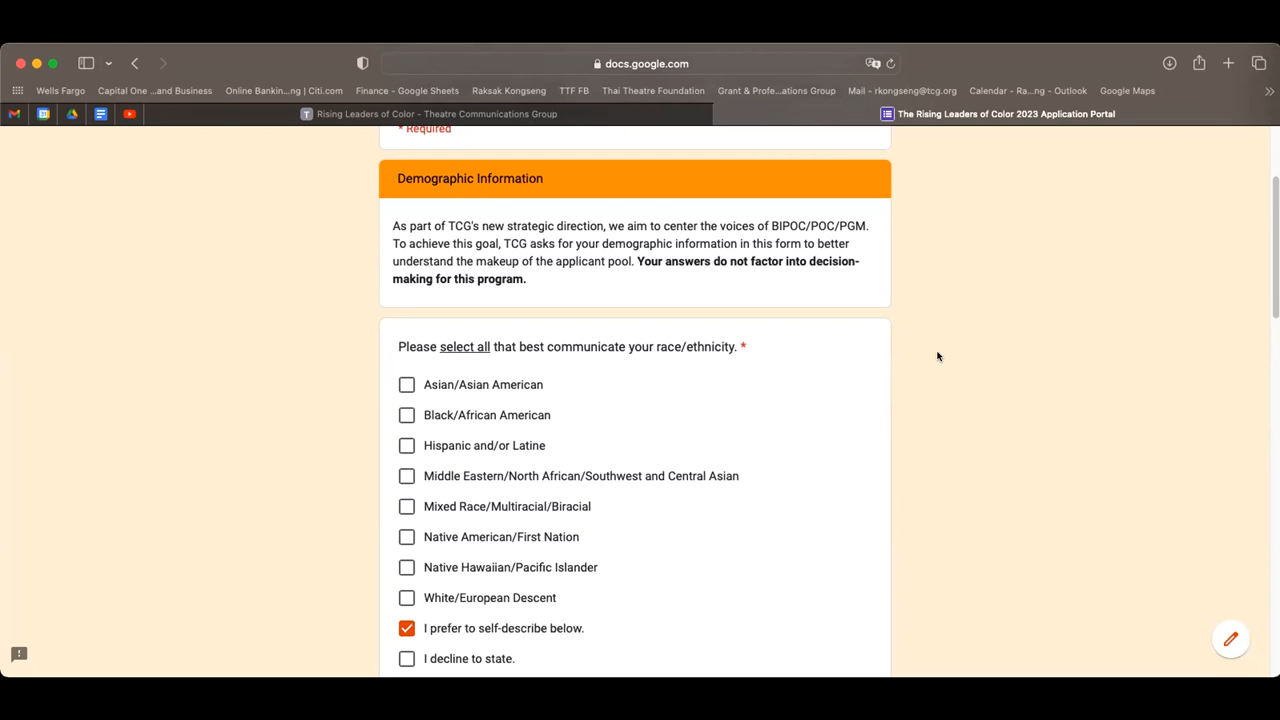 docs.google.com
Wells Fargo
Capital One ...and Business
Online Bankin...ng | Citi.com
Finance - Google Sheets
Raksak Kongseng
TTF FB
Thai Theatre Foundation
Grant & Profe...ations Group
Mail - rkongseng@tcg.org
Calendar - Ra...ng - Outlook
Google Maps
T Rising Leaders of Color - Theatre Communications Group
The Rising Leaders of Color 2023 Application Portal
* Required
Demographic Information
As part of TCG's new strategic direction, we aim to center the voices of BIPOC/POC/PGM.
To achieve this goal, TCG asks for your demographic information in this form to better
understand the makeup of the applicant pool. Your answers do not factor into decision-
making for this program.
Please select all that best communicate your race/ethnicity. *
Asian/Asian American
Black/African American
Hispanic and/or Latine
Middle Eastern/North African/Southwest and Central Asian
Mixed Race/Multiracial/Biracial
Native American/First Nation
Native Hawaiian/Pacific Islander
White/European Descent
I prefer to self-describe below.
I decline to state.